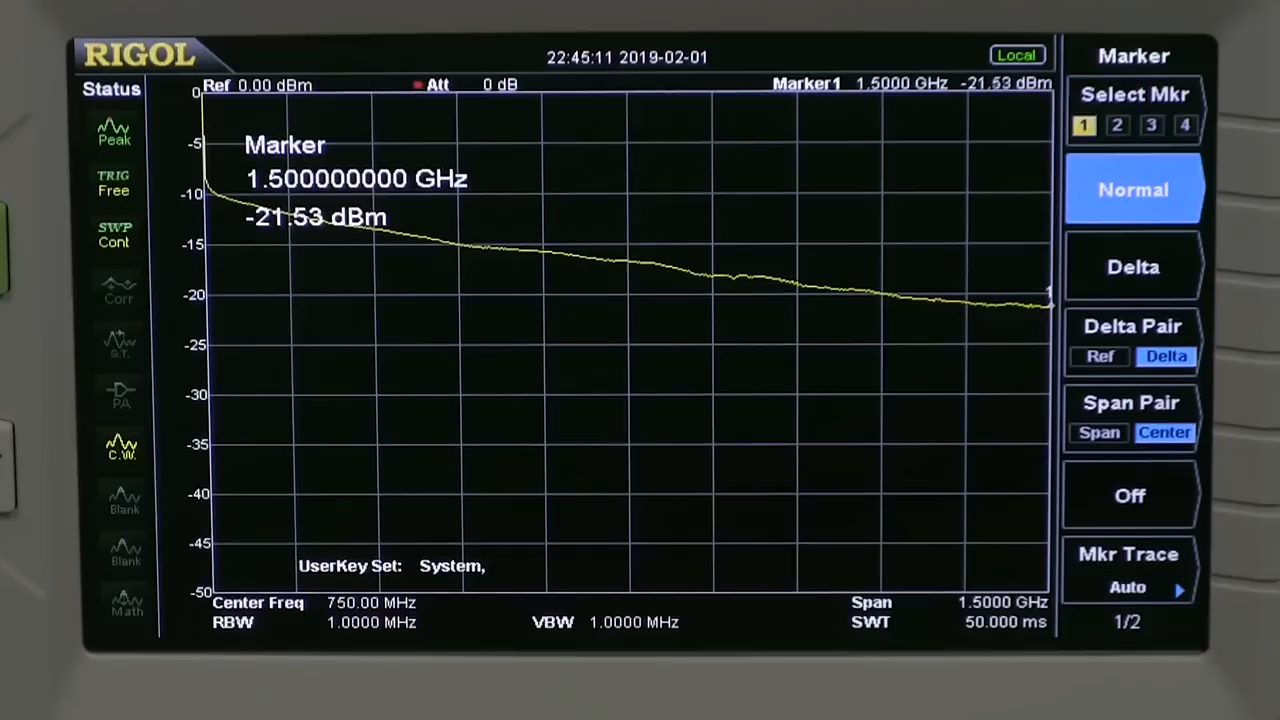 RIGOL
22:45:11 2019-02-01
Local
Status
Ref 0.00 dBm
Att 0 dB
Marker1 1.5000 GHz -21.53 dBm
0
-5
-10
-15
-20
-25
-30
-35
-40
-45
-50
Marker
1.500000000 GHz
-21.53 dBm
1
UserKey Set: System,
Center Freq 750.00 MHz
Span 1.5000 GHz
RBW 1.0000 MHz
VBW 1.0000 MHz
SWT 50.000 ms
Peak
TRIG
Free
SWP
Cont
Corr
S.T.
PA
C.W.
Blank
Blank
Math
Marker
Select Mkr
1 2 3 4
Normal
Delta
Delta Pair
Ref Delta
Span Pair
Span Center
Off
Mkr Trace
Auto
1/2